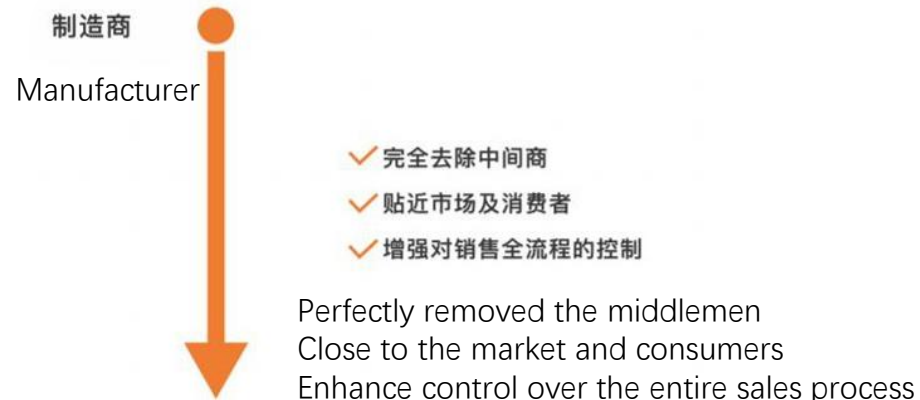 制造商
Manufacturer
完全去除中间商
贴近市场及消费者
增强对销售全流程的控制
Perfectly removed the middlemen
Close to the market and consumers
Enhance control over the entire sales process